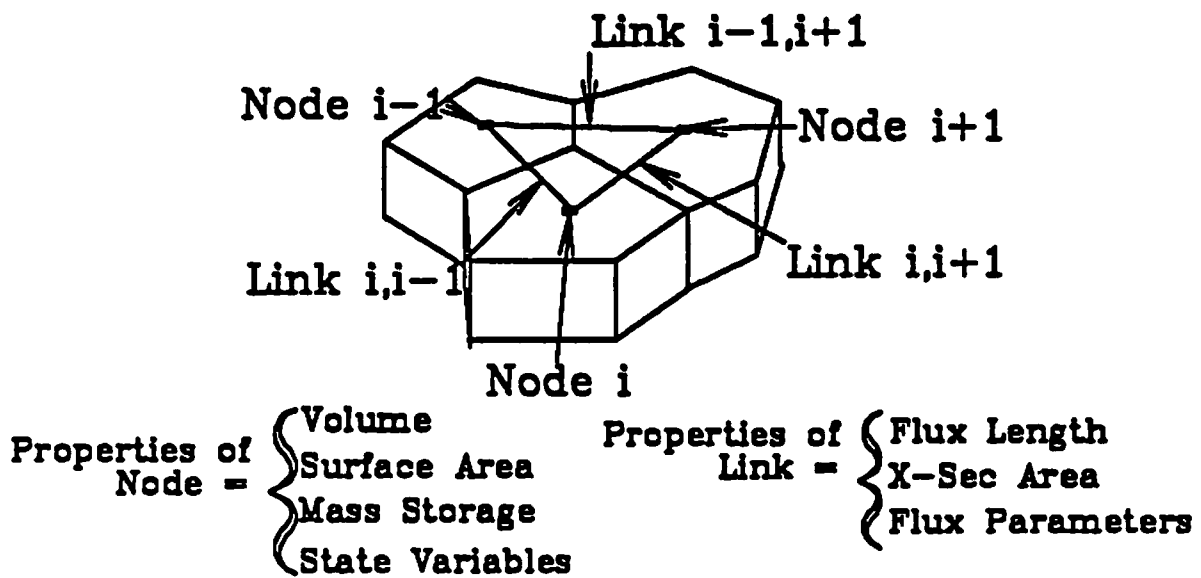 Link i-1,i+1
Node i-1
Node i+1
Link i,i-1
Link i,i+1
Node i
Properties of
Node =
Volume
Surface Area
Mass Storage
State Variables
Properties of
Link =
Flux Length
X-Sec Area
Flux Parameters